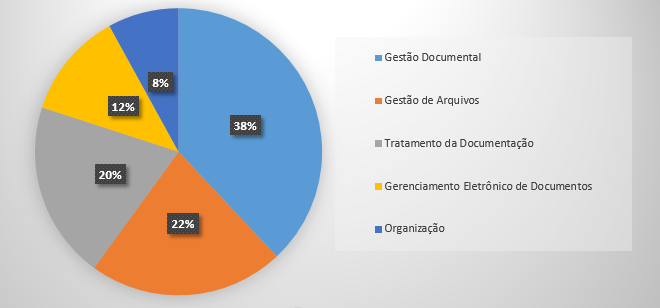 38%
22%
20%
12%
8%
Gestão Documental
Gestão de Arquivos
Tratamento da Documentação
Gerenciamento Eletrônico de Documentos
Organização